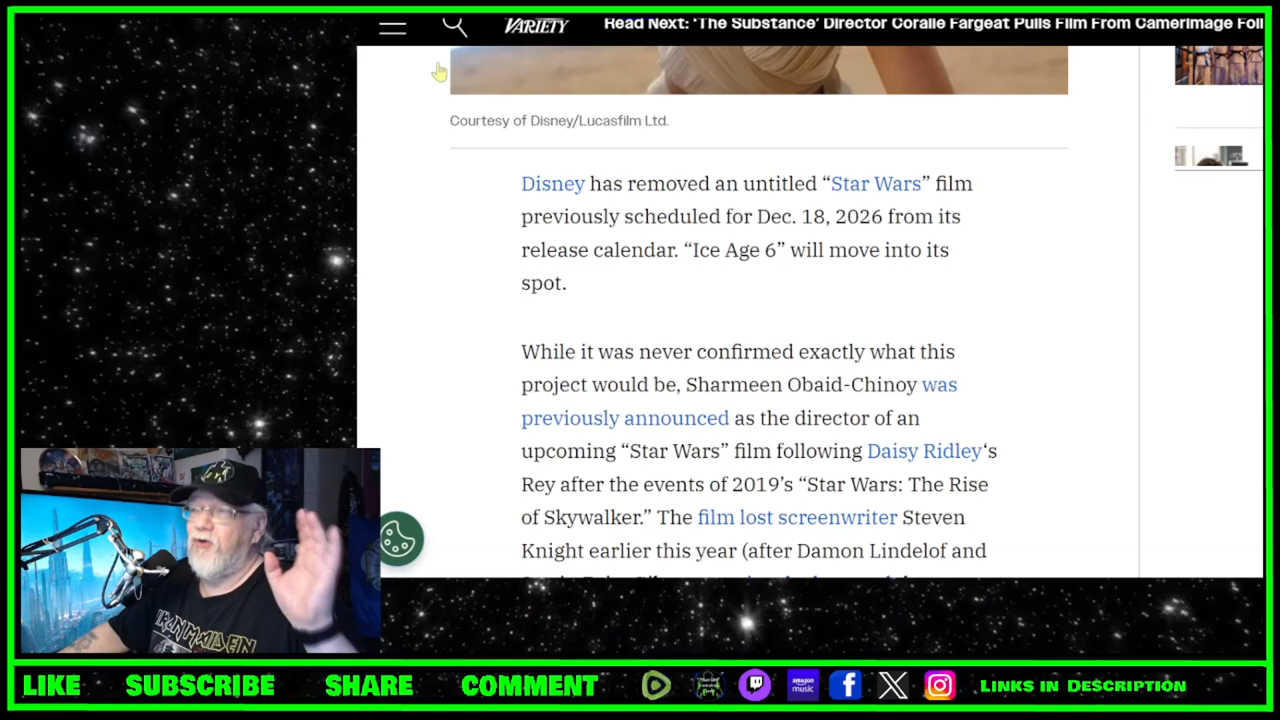 VARIETY
Read Next: ‘The Substance’ Director Coralie Fargeat Pulls Film From Camerimage Foll
Courtesy of Disney/Lucasfilm Ltd.
Disney has removed an untitled “Star Wars” film
previously scheduled for Dec. 18, 2026 from its
release calendar. “Ice Age 6” will move into its
spot.
While it was never confirmed exactly what this
project would be, Sharmeen Obaid-Chinoy was
previously announced as the director of an
upcoming “Star Wars” film following Daisy Ridley‘s
Rey after the events of 2019’s “Star Wars: The Rise
of Skywalker.” The film lost screenwriter Steven
Knight earlier this year (after Damon Lindelof and
IRON MAIDEN
LIKE SUBSCRIBE SHARE COMMENT amazon music Links in Description